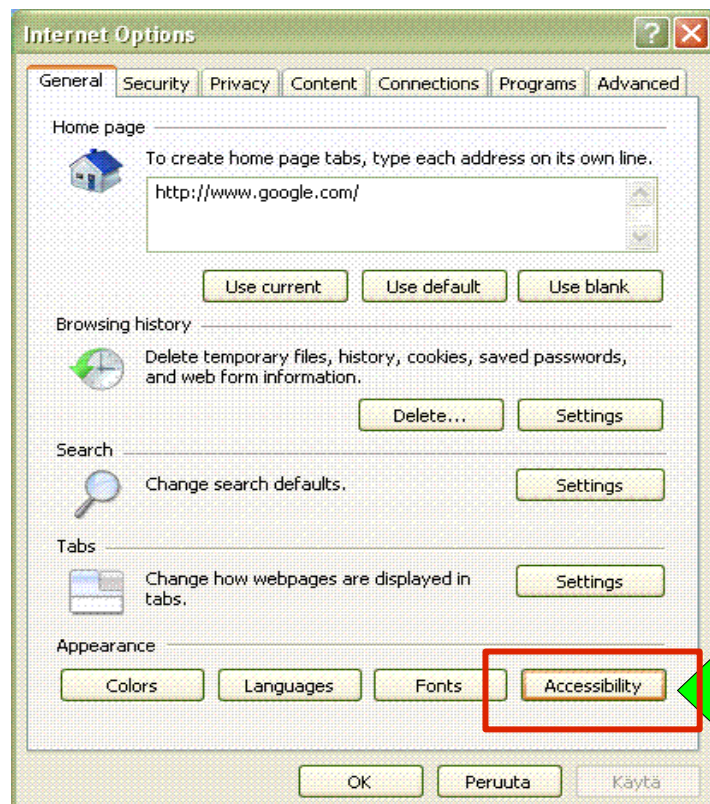 Internet Options
General Security Privacy Content Connections Programs Advanced
Home page
To create home page tabs, type each address on its own line.
http://www.google.com/
Use current Use default Use blank
Browsing history
Delete temporary files, history, cookies, saved passwords,
and web form information.
Delete... Settings
Search
Change search defaults. Settings
Tabs
Change how webpages are displayed in
tabs.
Settings
Appearance
Colors Languages Fonts Accessibility
OK Peruuta Käytä